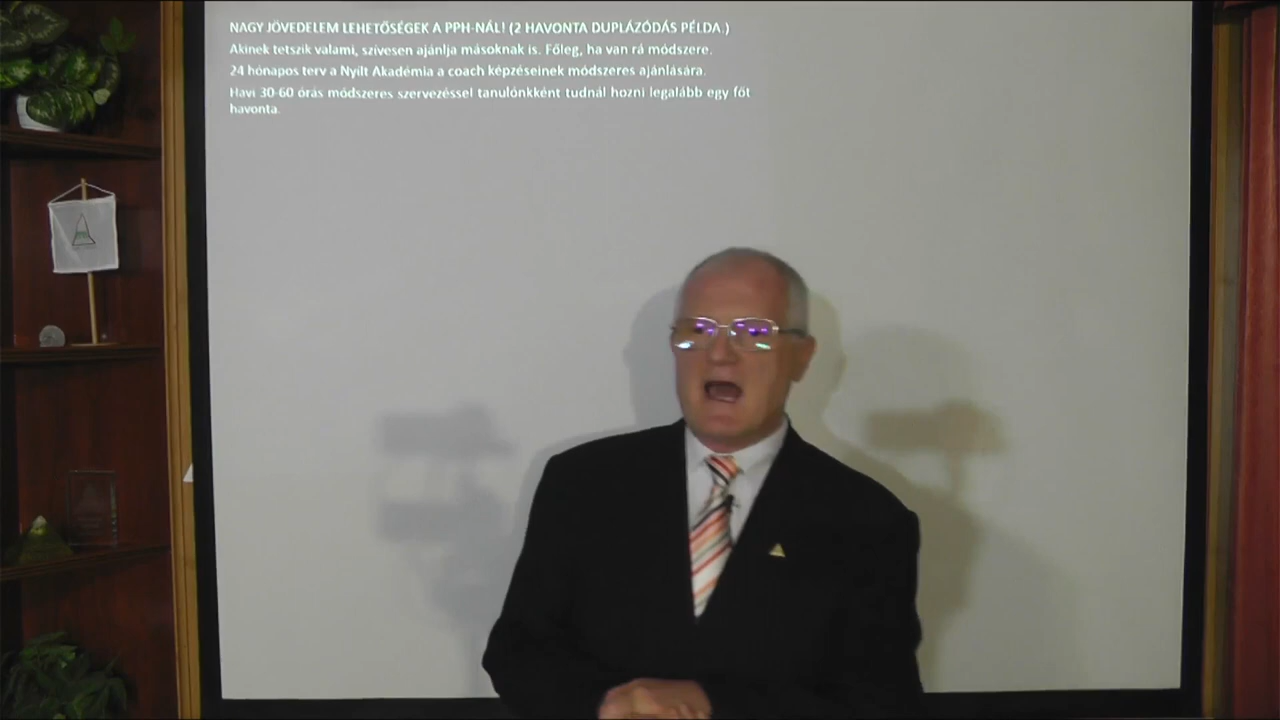 NAGY JÖVEDELEM LEHETŐSÉGEK A PPH-NÁL! (2 HAVONTA DUPLÁZÓDÁS PÉLDA.)
Akinek tetszik valami, szívesen ajánlja másoknak is. Főleg, ha van rá módszere.
24 hónapos terv a Nyílt Akadémia a coach képzéseinek módszeres ajánlására.
Havi 30-60 órás módszeres szervezéssel tanulónkként tudnál hozni legalább egy főt
havonta.